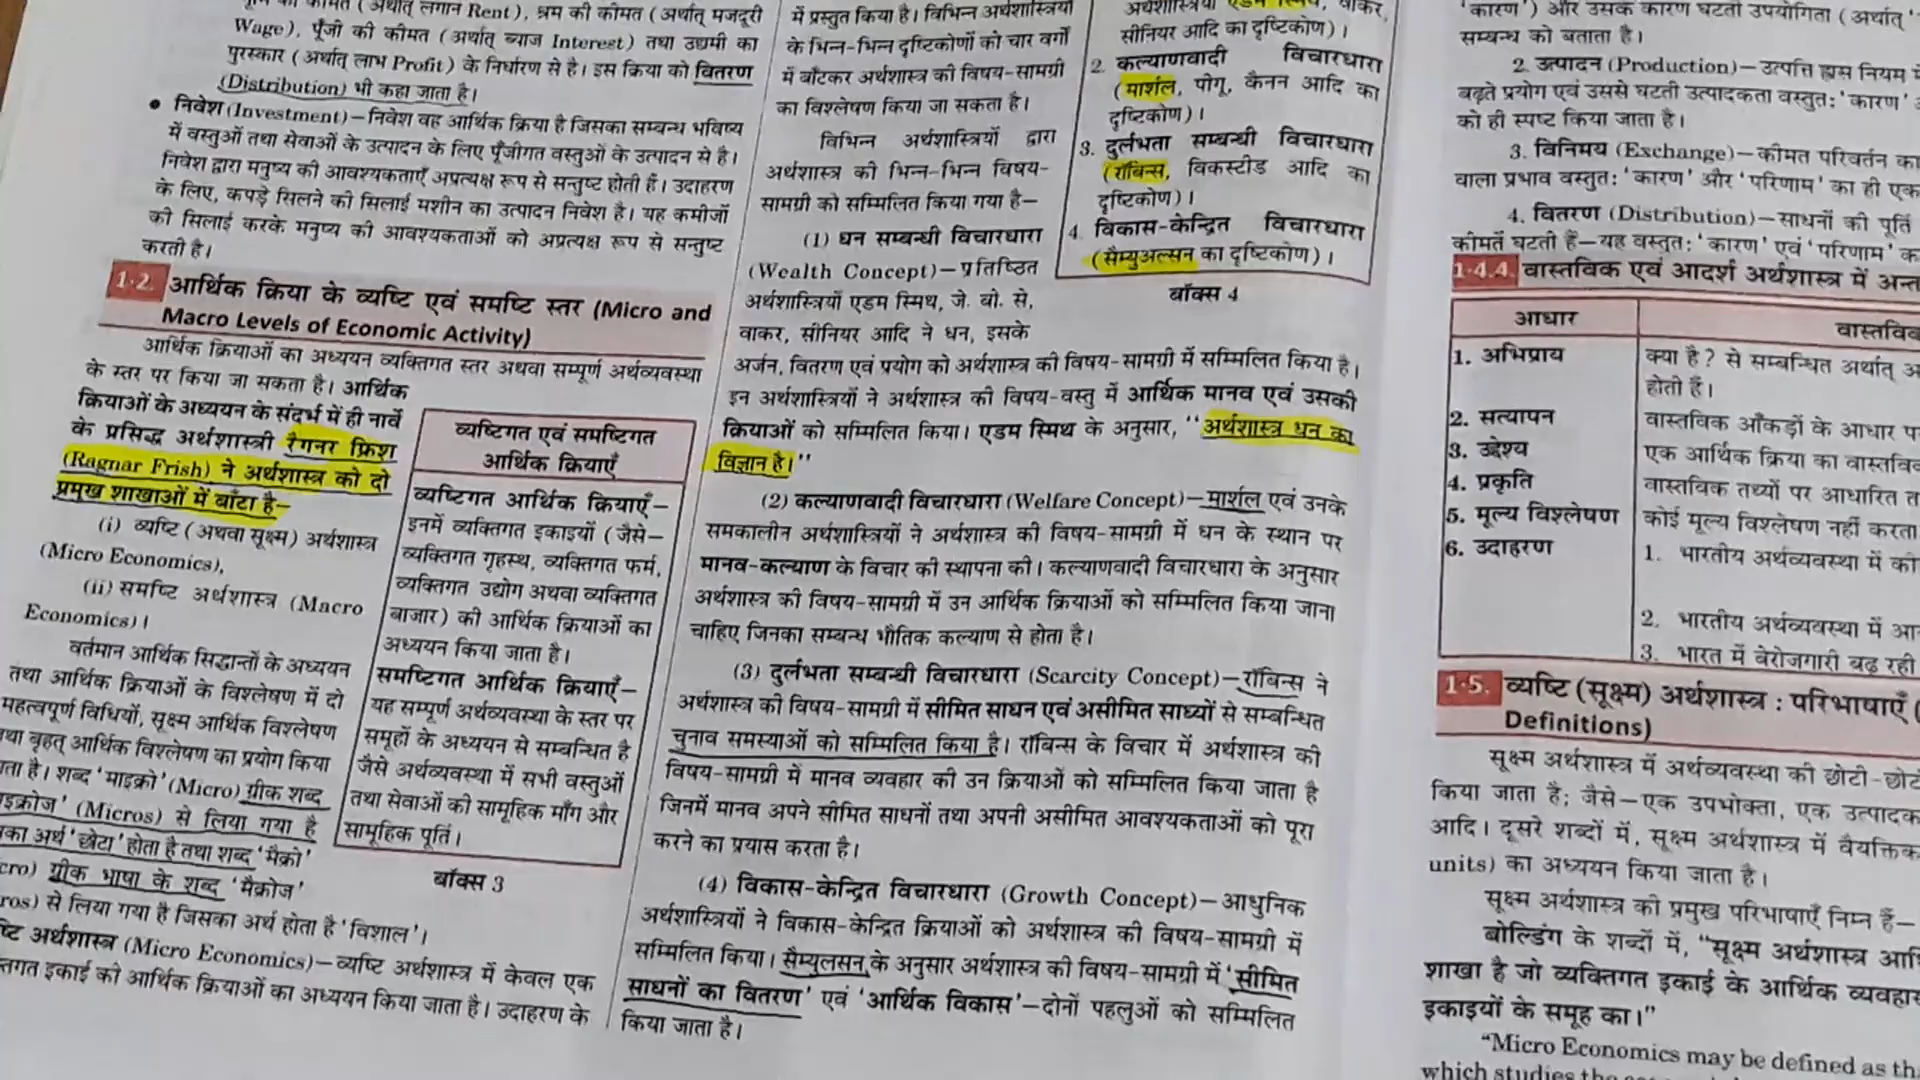 की कीमत (अर्थात् लगान Rent), श्रम की कीमत (अर्थात् मजदूरी
Wage), पूँजी की कीमत (अर्थात् ब्याज Interest) तथा उद्यमी का
पुरस्कार (अर्थात् लाभ Profit) के निर्धारण से है। इस क्रिया को वितरण
(Distribution) भी कहा जाता है।
● निवेश (Investment)—निवेश वह आर्थिक क्रिया है जिसका सम्बन्ध भविष्य
में वस्तुओं तथा सेवाओं के उत्पादन के लिए पूँजीगत वस्तुओं के उत्पादन से है।
निवेश द्वारा मनुष्य की आवश्यकताएँ अप्रत्यक्ष रूप से सन्तुष्ट होती हैं। उदाहरण
के लिए, कपड़े सिलने की सिलाई मशीन का उत्पादन निवेश है। यह कमीजों
की सिलाई करके मनुष्य की आवश्यकताओं को अप्रत्यक्ष रूप से सन्तुष्ट
करती है।
1·2. आर्थिक क्रिया के व्यष्टि एवं समष्टि स्तर (Micro and
Macro Levels of Economic Activity)
आर्थिक क्रियाओं का अध्ययन व्यक्तिगत स्तर अथवा सम्पूर्ण अर्थव्यवस्था
के स्तर पर किया जा सकता है। आर्थिक
क्रियाओं के अध्ययन के संदर्भ में ही नार्वे
के प्रसिद्ध अर्थशास्त्री रैगनर फ्रिश
(Ragnar Frish) ने अर्थशास्त्र को दो
प्रमुख शाखाओं में बाँटा है—
(i) व्यष्टि (अथवा सूक्ष्म) अर्थशास्त्र
(Micro Economics),
(ii) समष्टि अर्थशास्त्र (Macro
Economics)।
वर्तमान आर्थिक सिद्धान्तों के अध्ययन
तथा आर्थिक क्रियाओं के विश्लेषण में दो
महत्वपूर्ण विधियों, सूक्ष्म आर्थिक विश्लेषण
तथा बृहत् आर्थिक विश्लेषण का प्रयोग किया
है। शब्द 'माइक्रो' (Micro) ग्रीक शब्द
(Micros) से लिया गया है
अर्थ 'छोटा' होता है तथा शब्द 'मैक्रो'
ग्रीक भाषा के शब्द 'मैक्रोज'
से लिया गया है जिसका अर्थ होता है 'विशाल'।
अर्थशास्त्र (Micro Economics)—व्यष्टि अर्थशास्त्र में केवल एक
इकाई की आर्थिक क्रियाओं का अध्ययन किया जाता है। उदाहरण के
व्यष्टिगत एवं समष्टिगत
आर्थिक क्रियाएँ
व्यष्टिगत आर्थिक क्रियाएँ—
इनमें व्यक्तिगत इकाइयों (जैसे—
व्यक्तिगत गृहस्थ, व्यक्तिगत फर्म,
व्यक्तिगत उद्योग अथवा व्यक्तिगत
बाजार) की आर्थिक क्रियाओं का
अध्ययन किया जाता है।
समष्टिगत आर्थिक क्रियाएँ—
यह सम्पूर्ण अर्थव्यवस्था के स्तर पर
समूहों के अध्ययन से सम्बन्धित है
जैसे अर्थव्यवस्था में सभी वस्तुओं
तथा सेवाओं की सामूहिक माँग और
सामूहिक पूर्ति।
बॉक्स 3
में प्रस्तुत किया है। विभिन्न अर्थशास्त्रियों
के भिन्न-भिन्न दृष्टिकोणों को चार वर्गों
में बाँटकर अर्थशास्त्र की विषय-सामग्री
का विश्लेषण किया जा सकता है।
विभिन्न अर्थशास्त्रियों द्वारा
अर्थशास्त्र की भिन्न-भिन्न विषय-
सामग्री को सम्मिलित किया गया है—
(1) धन सम्बन्धी विचारधारा
(Wealth Concept)—प्रतिष्ठित
अर्थशास्त्रियों एडम स्मिथ, जे. बी. से,
वाकर, सीनियर आदि ने धन, इसके
अर्जन, वितरण एवं प्रयोग को अर्थशास्त्र की विषय-सामग्री में सम्मिलित किया है।
इन अर्थशास्त्रियों ने अर्थशास्त्र की विषय-वस्तु में आर्थिक मानव एवं उसकी
क्रियाओं को सम्मिलित किया। एडम स्मिथ के अनुसार, ''अर्थशास्त्र धन का
विज्ञान है।''
(2) कल्याणवादी विचारधारा (Welfare Concept)—मार्शल एवं उनके
समकालीन अर्थशास्त्रियों ने अर्थशास्त्र की विषय-सामग्री में धन के स्थान पर
मानव-कल्याण के विचार की स्थापना की। कल्याणवादी विचारधारा के अनुसार
अर्थशास्त्र की विषय-सामग्री में उन आर्थिक क्रियाओं को सम्मिलित किया जाना
चाहिए जिनका सम्बन्ध भौतिक कल्याण से होता है।
(3) दुर्लभता सम्बन्धी विचारधारा (Scarcity Concept)—रॉबिन्स ने
अर्थशास्त्र की विषय-सामग्री में सीमित साधन एवं असीमित साध्यों से सम्बन्धित
चुनाव समस्याओं को सम्मिलित किया है। रॉबिन्स के विचार में अर्थशास्त्र की
विषय-सामग्री में मानव व्यवहार की उन क्रियाओं को सम्मिलित किया जाता है
जिनमें मानव अपने सीमित साधनों तथा अपनी असीमित आवश्यकताओं को पूरा
करने का प्रयास करता है।
(4) विकास-केन्द्रित विचारधारा (Growth Concept)—आधुनिक
अर्थशास्त्रियों ने विकास-केन्द्रित क्रियाओं को अर्थशास्त्र की विषय-सामग्री में
सम्मिलित किया। सैम्युलसन के अनुसार अर्थशास्त्र की विषय-सामग्री में 'सीमित
साधनों का वितरण' एवं 'आर्थिक विकास'—दोनों पहलुओं को सम्मिलित
किया जाता है।
एडम स्मिथ, वाकर,
सीनियर आदि का दृष्टिकोण)।
2. कल्याणवादी विचारधारा
(मार्शल, पीगू, कैनन आदि का
दृष्टिकोण)।
3. दुर्लभता सम्बन्धी विचारधारा
(रॉबिन्स, विकस्टीड आदि का
दृष्टिकोण)।
4. विकास-केन्द्रित विचारधारा
(सैम्युअल्सन का दृष्टिकोण)।
बॉक्स 4
'कारण') और उसके कारण घटती उपयोगिता (अर्थात्
सम्बन्ध को बताता है।
2. उत्पादन (Production)—उत्पत्ति ह्रास नियम में
बढ़ते प्रयोग एवं उससे घटती उत्पादकता वस्तुत: 'कारण'
को ही स्पष्ट किया जाता है।
3. विनिमय (Exchange)—कीमत परिवर्तन का
वाला प्रभाव वस्तुत: 'कारण' और 'परिणाम' का ही एक
4. वितरण (Distribution)—साधनों की पूर्ति
कीमतें घटती हैं—यह वस्तुत: 'कारण' एवं 'परिणाम' का
1·4.4. वास्तविक एवं आदर्श अर्थशास्त्र में
आधार
1. अभिप्राय क्या है? से सम्बन्धित अर्थात्
होती हैं।
2. सत्यापन वास्तविक आँकड़ों के आधार
3. उद्देश्य एक आर्थिक क्रिया का
4. प्रकृति वास्तविक तथ्यों पर आधारित
5. मूल्य विश्लेषण कोई मूल्य विश्लेषण नहीं करता
6. उदाहरण 1. भारतीय अर्थव्यवस्था में
2. भारतीय अर्थव्यवस्था में
3. भारत में बेरोजगारी बढ़ रही
1·5. व्यष्टि (सूक्ष्म) अर्थशास्त्र : परिभाषाएँ (
Definitions)
सूक्ष्म अर्थशास्त्र में अर्थव्यवस्था की
किया जाता है; जैसे—एक उपभोक्ता, एक उत्पादक
आदि। दूसरे शब्दों में, सूक्ष्म अर्थशास्त्र में
units) का अध्ययन किया जाता है।
सूक्ष्म अर्थशास्त्र की प्रमुख परिभाषाएँ निम्न हैं—
बोल्डिंग के शब्दों में, "सूक्ष्म अर्थशास्त्र
शाखा है जो व्यक्तिगत इकाई के आर्थिक
इकाइयों के समूह का।"
"Micro Economics may be defined as
which studies the